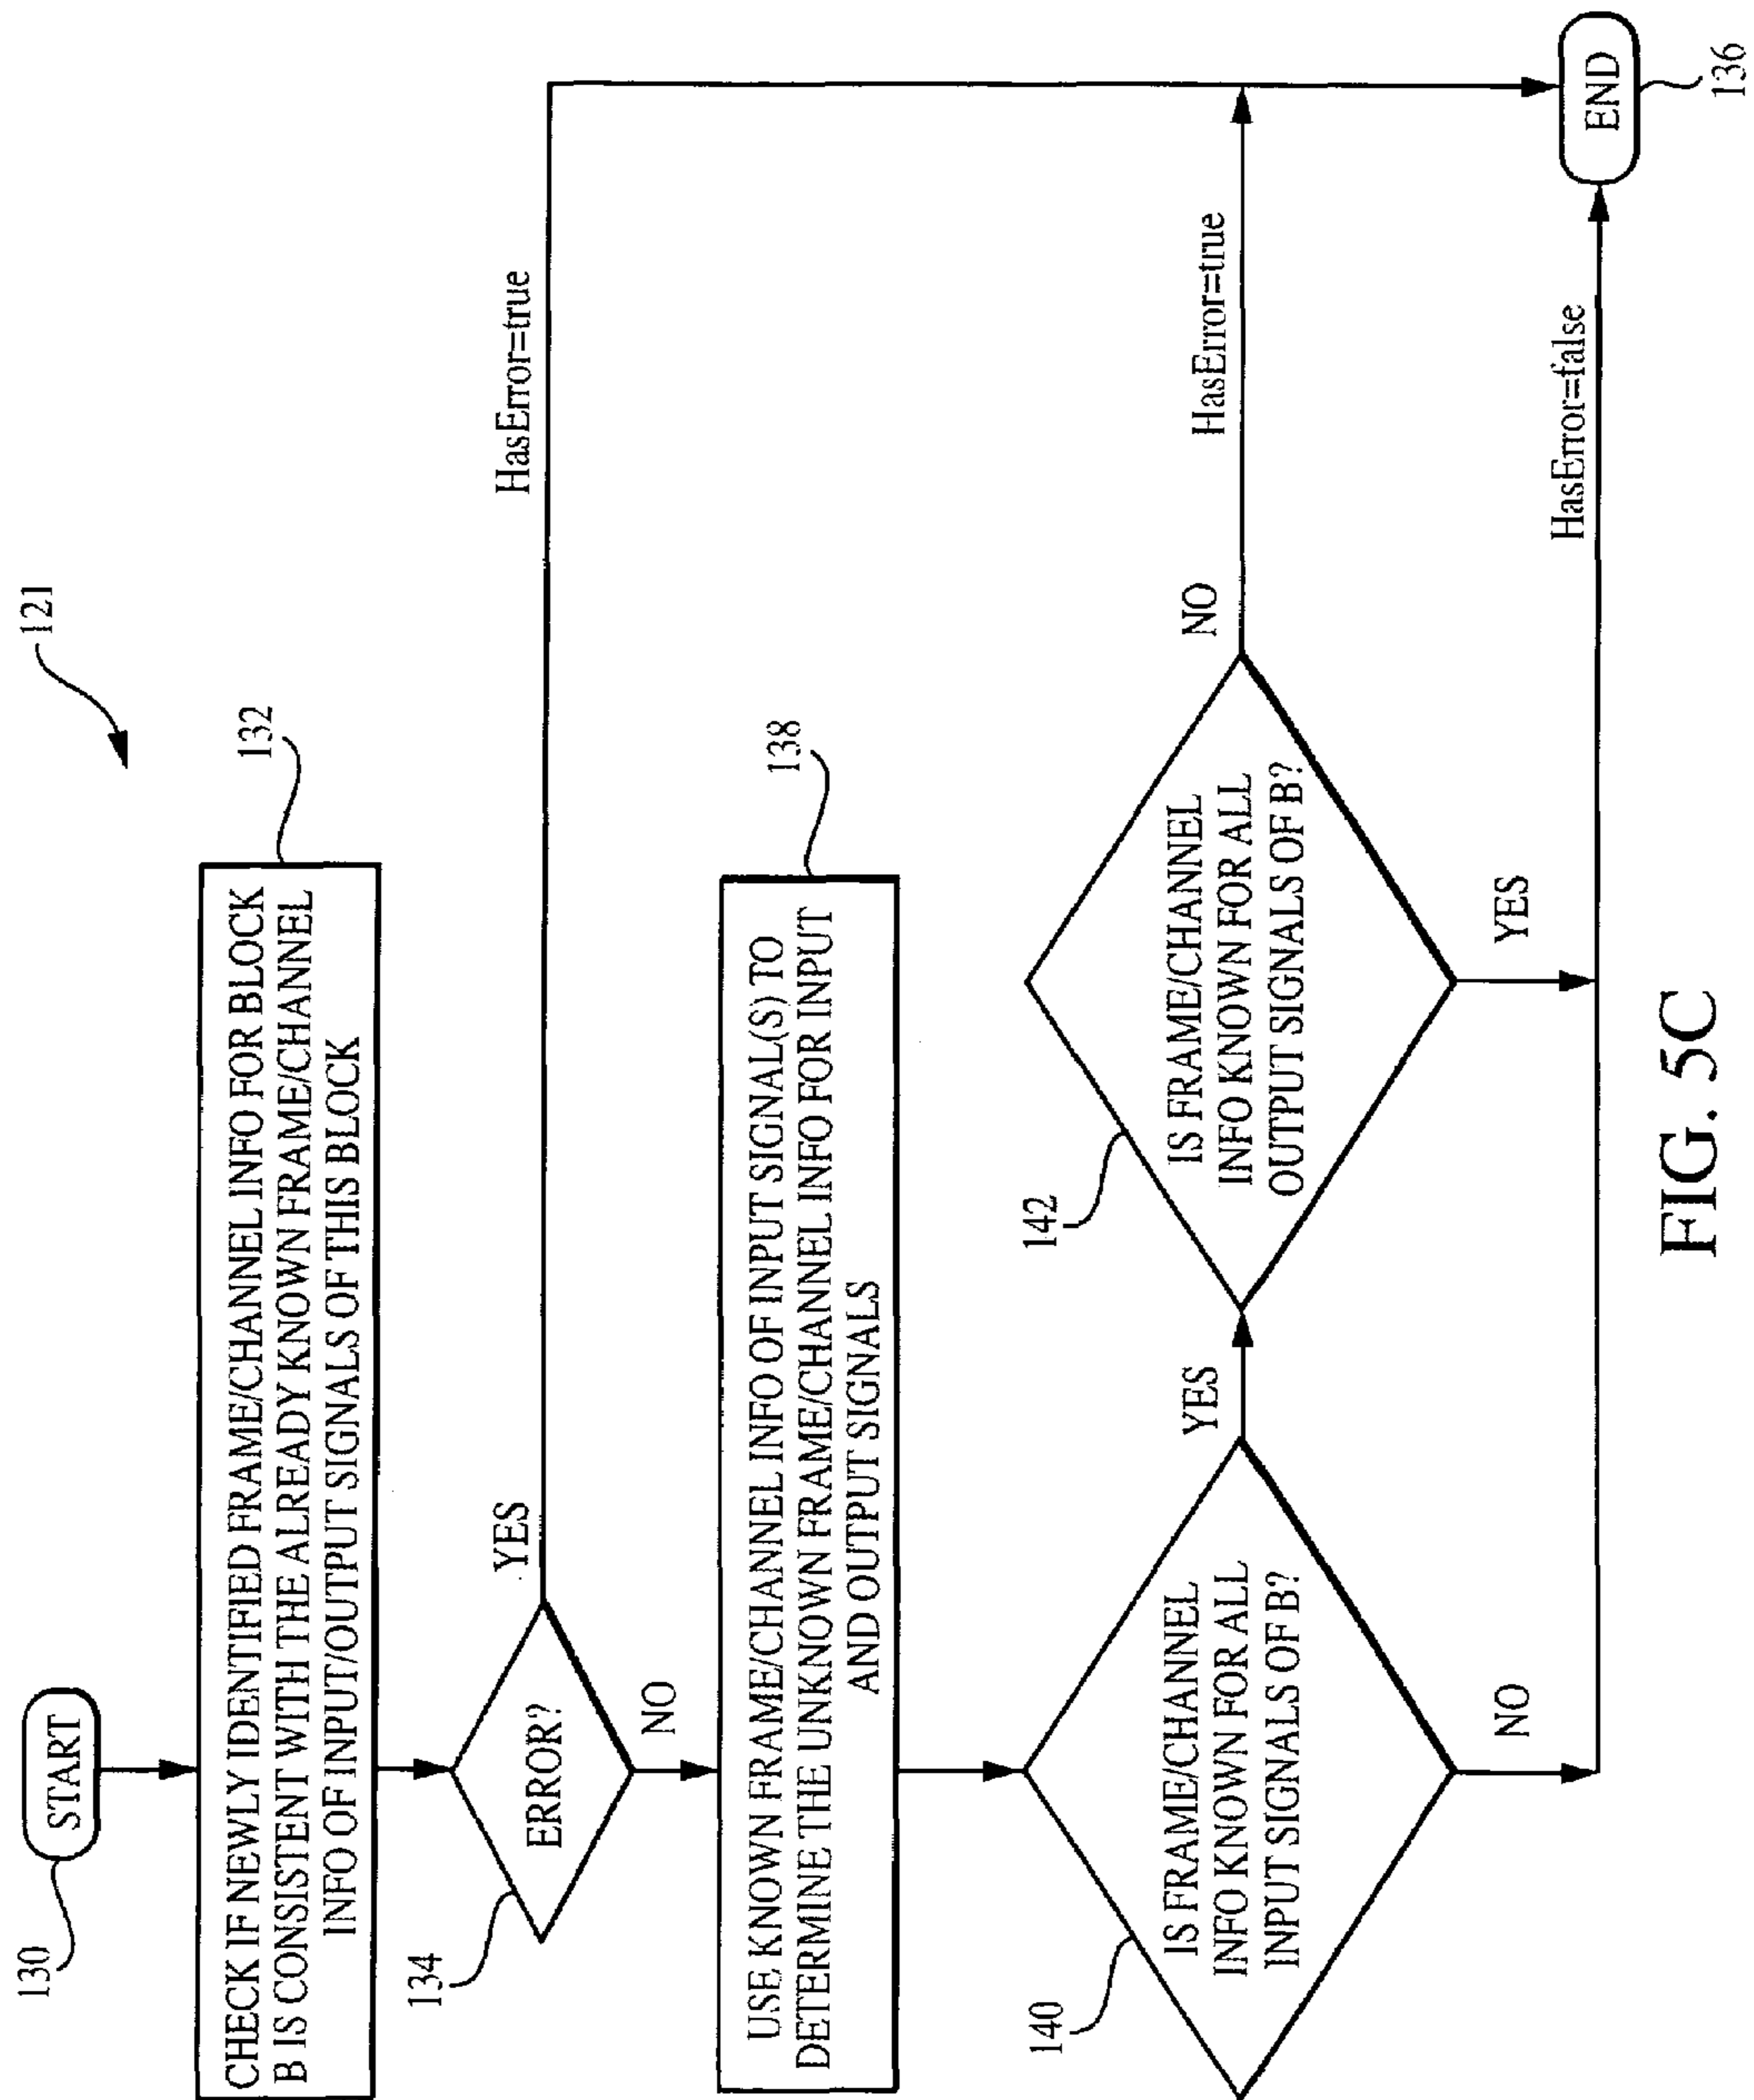 121
130
START
132
CHECK IF NEWLY IDENTIFIED FRAME/CHANNEL INFO FOR BLOCK
B IS CONSISTENT WITH THE ALREADY KNOWN FRAME/CHANNEL
INFO OF INPUT/OUTPUT SIGNALS OF THIS BLOCK
134
ERROR?
YES
HasError=true
NO
138
USE KNOWN FRAME/CHANNEL INFO OF INPUT SIGNAL(S) TO
DETERMINE THE UNKNOWN FRAME/CHANNEL INFO FOR INPUT
AND OUTPUT SIGNALS
140
IS FRAME/CHANNEL
INFO KNOWN FOR ALL
INPUT SIGNALS OF B?
YES
NO
142
IS FRAME/CHANNEL
INFO KNOWN FOR ALL
OUTPUT SIGNALS OF B?
NO
HasError=true
YES
HasError=false
END
136
FIG. 5C